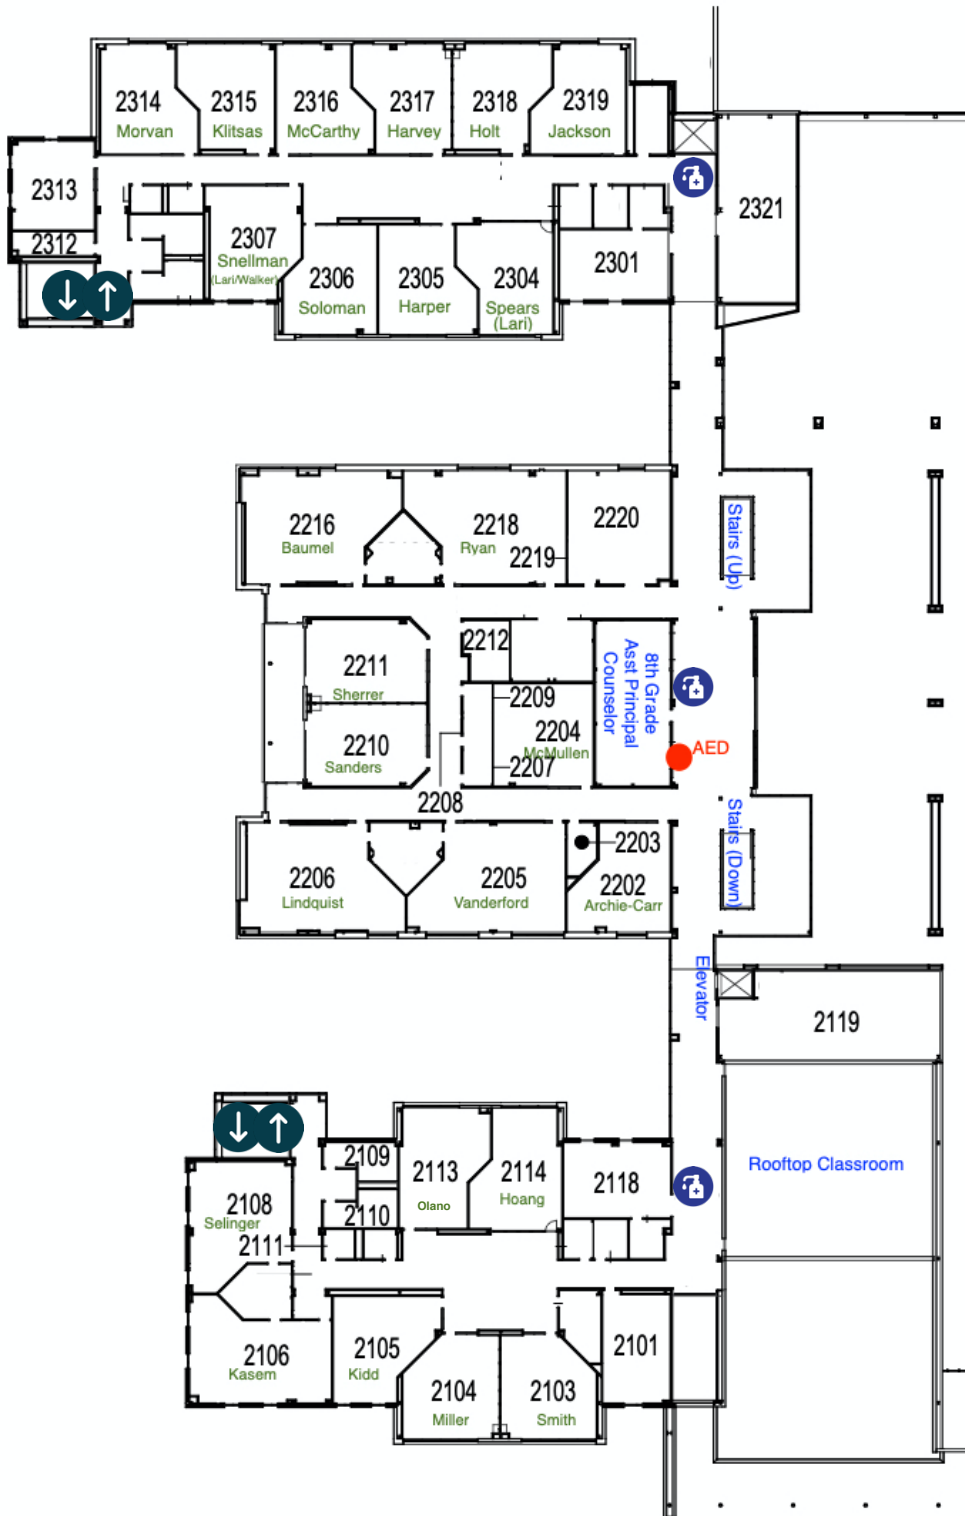 2314
Morvan
2315
Klitsas
2316
McCarthy
2317
Harvey
2318
Holt
2319
Jackson
2313
2312
2307
Snellman
(Lari/Walker)
2306
Soloman
2305
Harper
2304
Spears
(Lari)
2301
2321
2216
Baumel
2218
Ryan
2219
2220
Stairs (Up)
2212
2211
Sherrer
2210
Sanders
2209
2204
McMullen
2207
2208
8th Grade
Asst Principal
Counselor
AED
Stairs (Down)
2206
Lindquist
2205
Vanderford
2203
2202
Archie-Carr
Elevator
2119
2109
2110
2113
Olano
2114
Hoang
2118
Rooftop Classroom
2108
Selinger
2111
2106
Kasem
2105
Kidd
2104
Miller
2103
Smith
2101